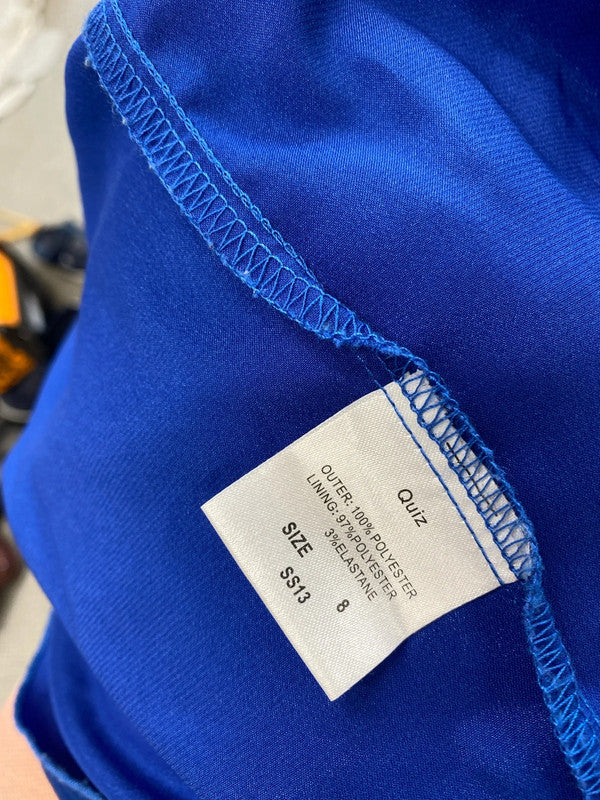 Quiz
OUTER: 100% POLYESTER
LINING: 97%POLYESTER
3%ELASTANE
SIZE 8
SS13